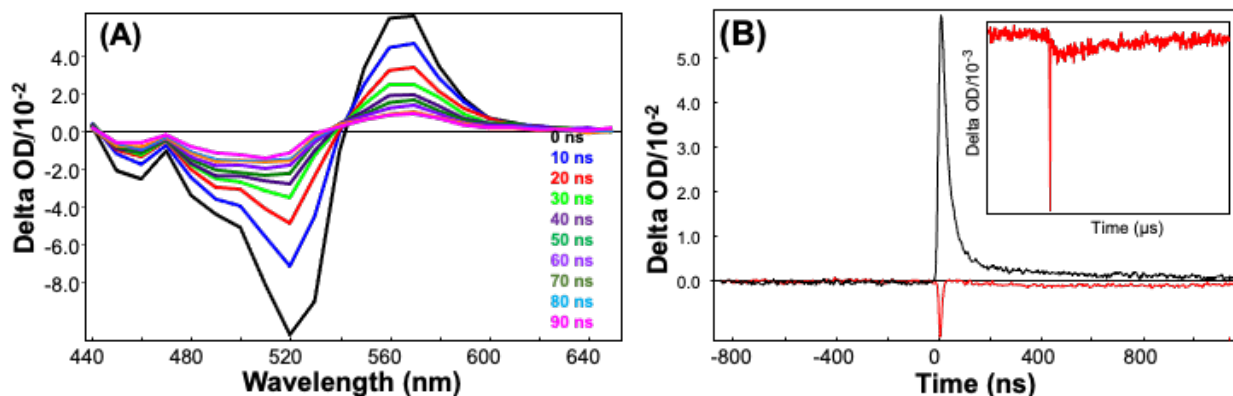 (A)
Delta OD/10-2
4.0
2.0
0.0
-2.0
-4.0
-6.0
-8.0
0 ns
10 ns
20 ns
30 ns
40 ns
50 ns
60 ns
70 ns
80 ns
90 ns
440 480 520 560 600 640
Wavelength (nm)
(B)
Delta OD/10-2
5.0
4.0
3.0
2.0
1.0
0.0
Delta OD/10-3
Time (µs)
-800 -400 0 400 800
Time (ns)